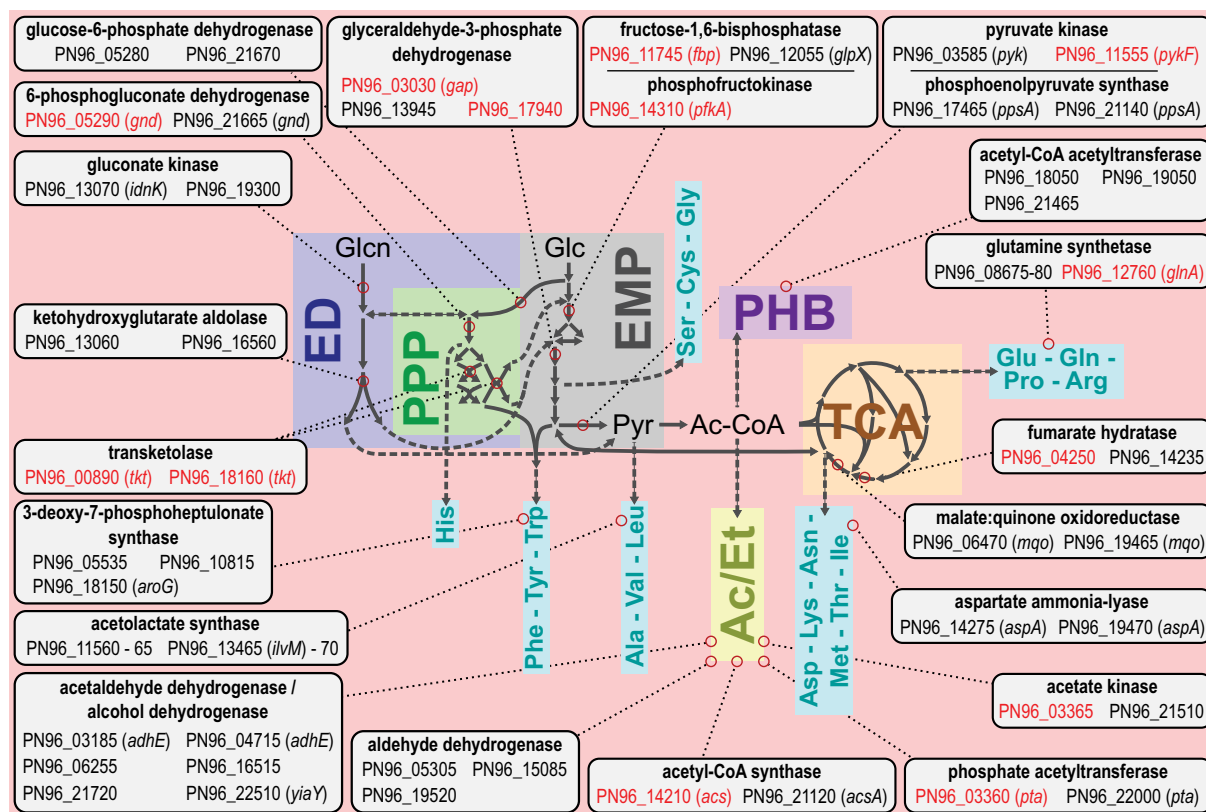 glucose-6-phosphate dehydrogenase
PN96_05280 PN96_21670
6-phosphogluconate dehydrogenase
PN96_05290 (gnd) PN96_21665 (gnd)
gluconate kinase
PN96_13070 (idnK) PN96_19300
glyceraldehyde-3-phosphate
dehydrogenase
PN96_03030 (gap)
PN96_13945 PN96_17940
fructose-1,6-bisphosphatase
PN96_11745 (fbp) PN96_12055 (glpX)
phosphofructokinase
PN96_14310 (pfkA)
pyruvate kinase
PN96_03585 (pyk) PN96_11555 (pykF)
phosphoenolpyruvate synthase
PN96_17465 (ppsA) PN96_21140 (ppsA)
acetyl-CoA acetyltransferase
PN96_18050 PN96_19050
PN96_21465
glutamine synthetase
PN96_08675-80 PN96_12760 (glnA)
ketohydroxyglutarate aldolase
PN96_13060 PN96_16560
Glcn
Glc
ED
PPP
EMP
Ser - Cys - Gly
PHB
Glu - Gln -
Pro - Arg
Pyr
Ac-CoA
TCA
transketolase
PN96_00890 (tkt) PN96_18160 (tkt)
fumarate hydratase
PN96_04250 PN96_14235
3-deoxy-7-phosphoheptulonate
synthase
PN96_05535 PN96_10815
PN96_18150 (aroG)
His
Phe - Tyr - Trp
Ala - Val - Leu
Ac/Et
Asp - Lys - Asn -
Met - Thr - Ile
malate:quinone oxidoreductase
PN96_06470 (mqo) PN96_19465 (mqo)
acetolactate synthase
PN96_11560 - 65 PN96_13465 (ilvM) - 70
aspartate ammonia-lyase
PN96_14275 (aspA) PN96_19470 (aspA)
acetaldehyde dehydrogenase /
alcohol dehydrogenase
PN96_03185 (adhE) PN96_04715 (adhE)
PN96_06255 PN96_16515
PN96_21720 PN96_22510 (yiaY)
aldehyde dehydrogenase
PN96_05305 PN96_15085
PN96_19520
acetyl-CoA synthase
PN96_14210 (acs) PN96_21120 (acsA)
acetate kinase
PN96_03365 PN96_21510
phosphate acetyltransferase
PN96_03360 (pta) PN96_22000 (pta)